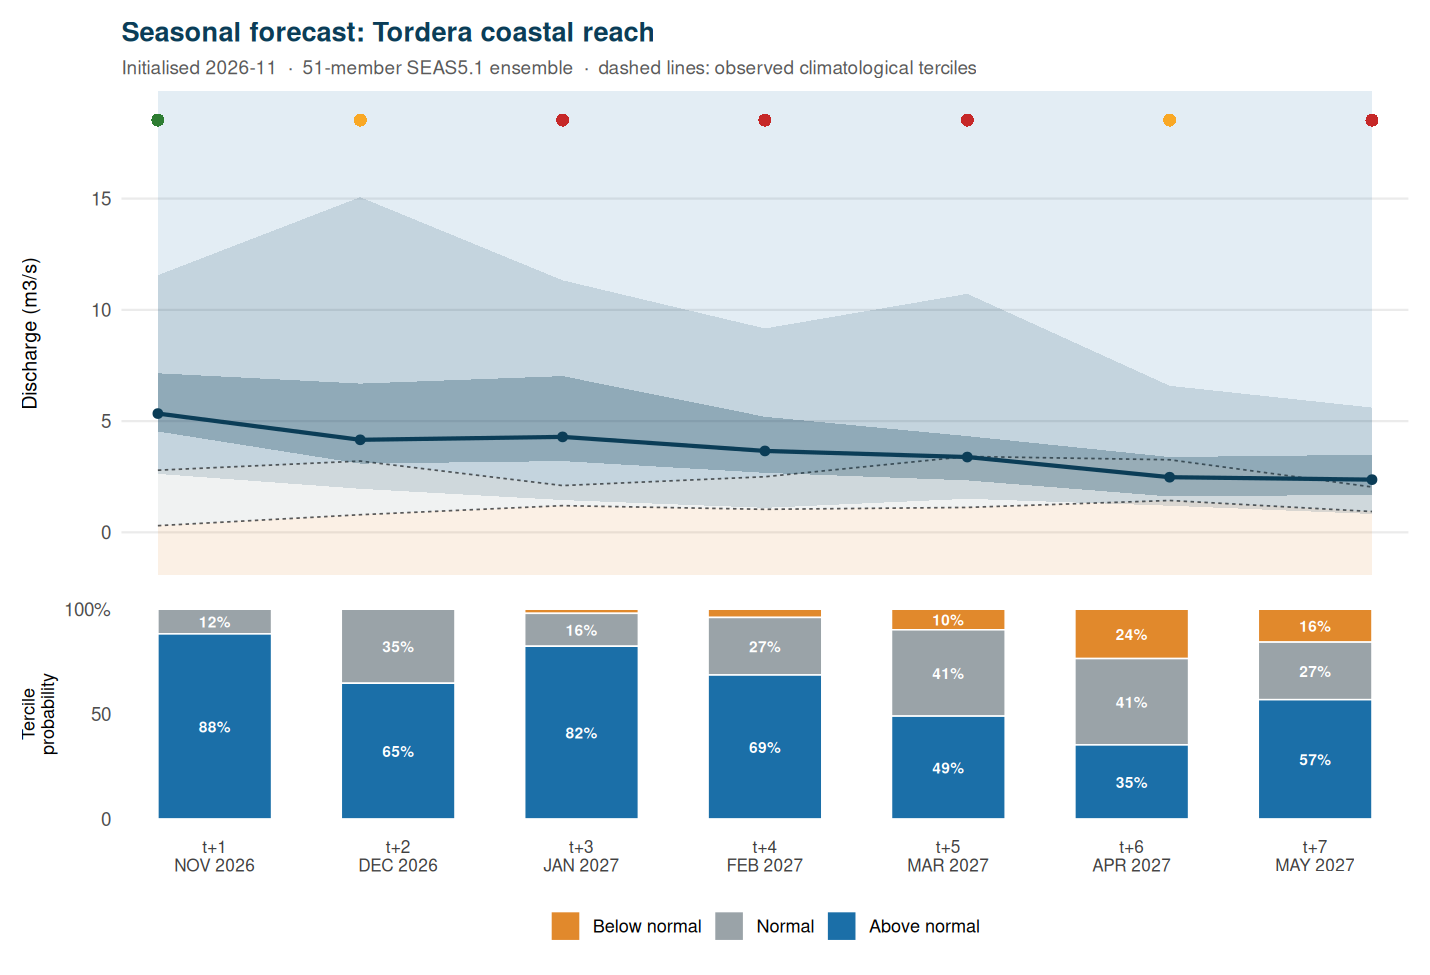 Seasonal forecast: Tordera coastal reach
Initialised 2026-11 · 51-member SEAS5.1 ensemble · dashed lines: observed climatological terciles
Discharge (m3/s)
15
10
5
0
Tercile
probability
100%
50
0
12% 35% 16% 27% 10% 24% 16%
41% 41% 27%
88% 65% 82% 69% 49% 35% 57%
t+1 t+2 t+3 t+4 t+5 t+6 t+7
NOV 2026 DEC 2026 JAN 2027 FEB 2027 MAR 2027 APR 2027 MAY 2027
Below normal Normal Above normal